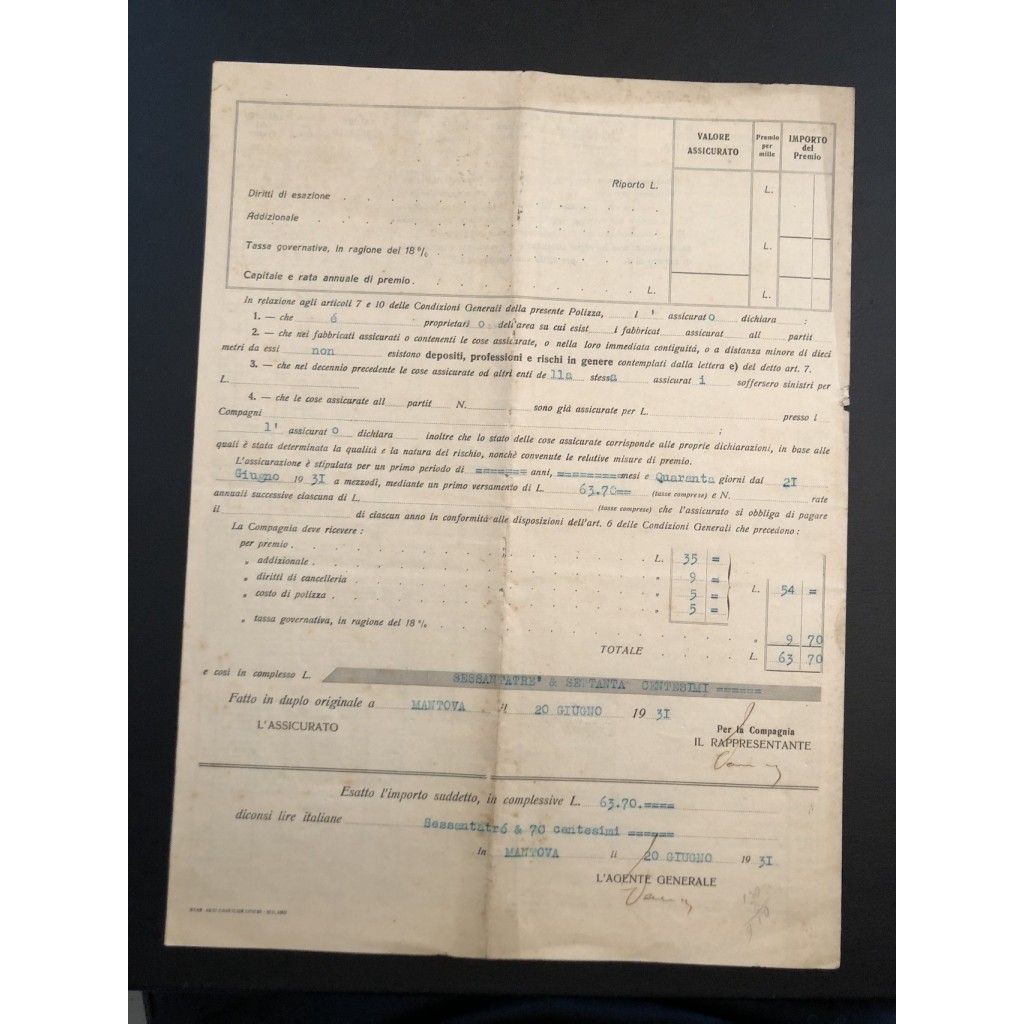 VALORE ASSICURATO
Premio per mille
IMPORTO del Premio
Riporto L.
L.
Diritti di esazione
Addizionale
Tassa governativa, in ragione del 18 %
L.
Capitale e rata annuale di premio.
L.
L.
In relazione agli articoli 7 e 10 delle Condizioni Generali della presente Polizza, l ' assicurato dichiara :
1. — che 6 proprietari o dell'area su cui esist i fabbricat assicurat all partit
2. — che nei fabbricati assicurati o contenenti le cose assicurate, o nella loro immediata contiguità, o a distanza minore di dieci
metri da essi non esistono depositi, professioni e rischi in genere contemplati dalla lettera e) del detto art. 7.
3. — che nel decennio precedente le cose assicurate od altri enti de lla stessa assicurat i soffersero sinistri per
L.
4. — che le cose assicurate all partit N. sono già assicurate per L. presso l
Compagni ;
l' assicurat o dichiara inoltre che lo stato delle cose assicurate corrisponde alle proprie dichiarazioni, in base alle
quali è stata determinata la qualità e la natura del rischio, nonchè convenute le relative misure di premio.
L'assicurazione è stipulata per un primo periodo di ======= anni, ========= mesi e Quaranta giorni dal 21
Giugno 19 31 a mezzodì, mediante un primo versamento di L. 63.70== (tasse comprese) e N. rate
annuali successive ciascuna di L. (tasse comprese) che l'assicurato si obbliga di pagare
il di ciascun anno in conformità alle disposizioni dell'art. 6 delle Condizioni Generali che precedono :
La Compagnia deve ricevere :
per premio . L. 35 =
„ addizionale . „ 9 =
„ diritti di cancelleria . „ 5 = L. 54 =
„ costo di polizza . „ 5 =
„ tassa governativa, in ragione del 18 % „ 9 70
TOTALE L. 63 70
e così in complesso L. SESSANTATRE' & SETTANTA CENTESIMI ======
Fatto in duplo originale a MANTOVA il 20 GIUGNO 19 31
L'ASSICURATO
Per la Compagnia
IL RAPPRESENTANTE
Esatto l'importo suddetto, in complessive L. 63.70.====
diconsi lire italiane Sessantatré & 70 centesimi ======
In MANTOVA il 20 GIUGNO 19 31
L'AGENTE GENERALE